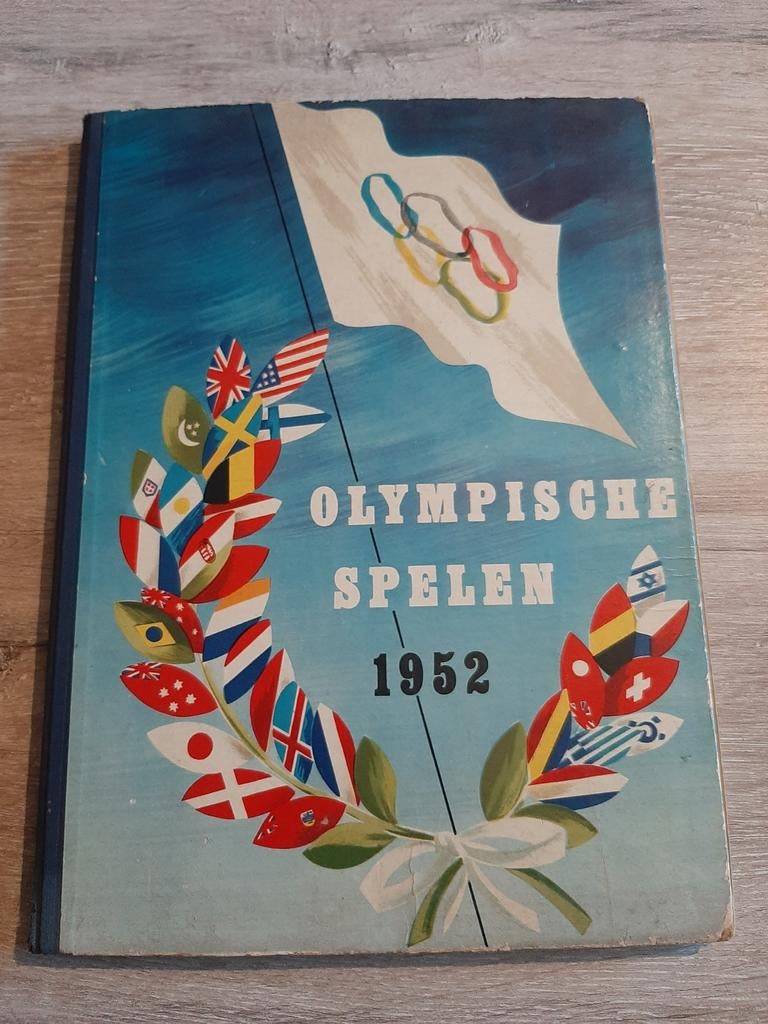 OLYMPISCHE
SPELEN
1952